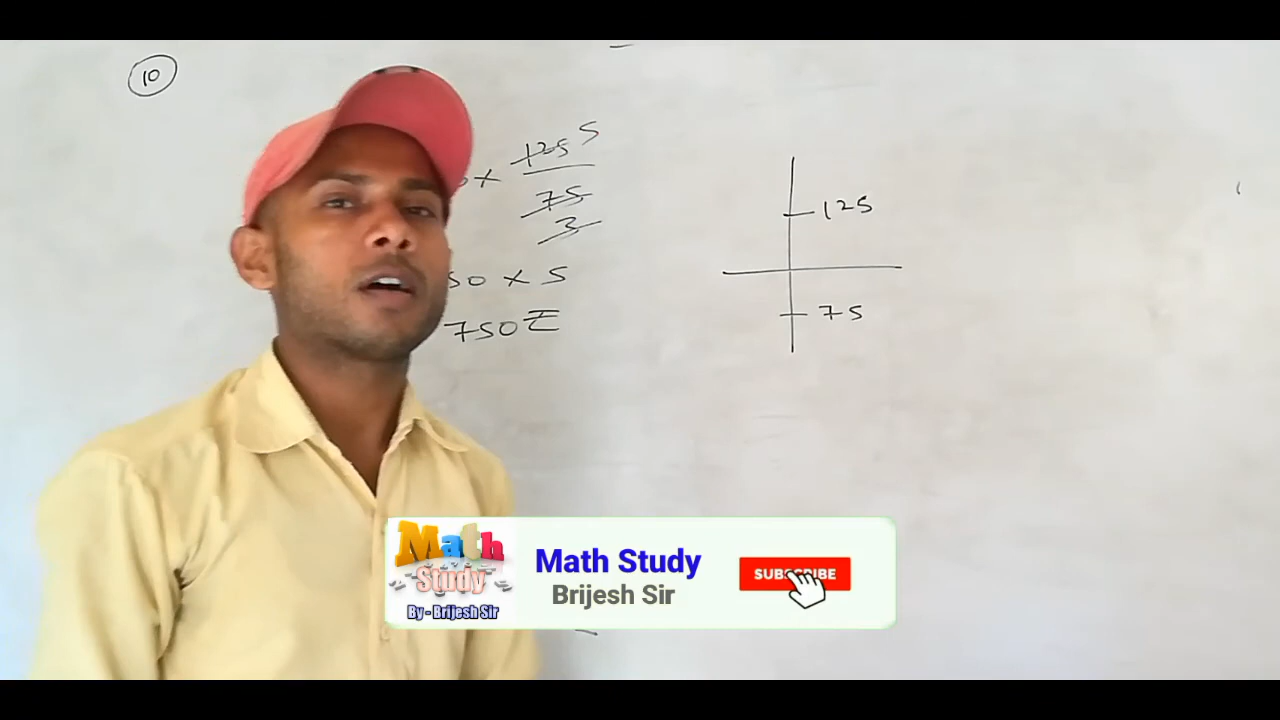 10
0 × 125 5
75
3
50 × 5
750 ₹
125
75
Math Study
By - Brijesh Sir
Math Study
Brijesh Sir
SUBSCRIBE